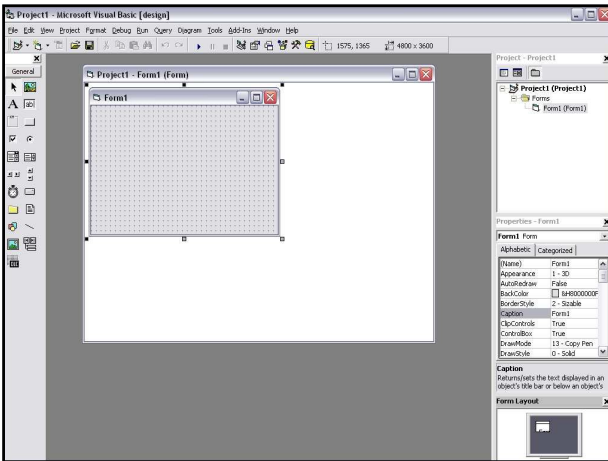 Project1 - Microsoft Visual Basic [design]
File Edit View Project Format Debug Run Query Diagram Tools Add-Ins Window Help
1575, 1365 4800 x 3600
General
A ab|
Project1 - Form1 (Form)
Form1
Project - Project1
Project1 (Project1)
Forms
Form1 (Form1)
Properties - Form1
Form1 Form
Alphabetic Categorized
(Name) Form1
Appearance 1 - 3D
AutoRedraw False
BackColor &H8000000F
BorderStyle 2 - Sizable
Caption Form1
ClipControls True
ControlBox True
DrawMode 13 - Copy Pen
DrawStyle 0 - Solid
Caption
Returns/sets the text displayed in an
object's title bar or below an object's
Form Layout